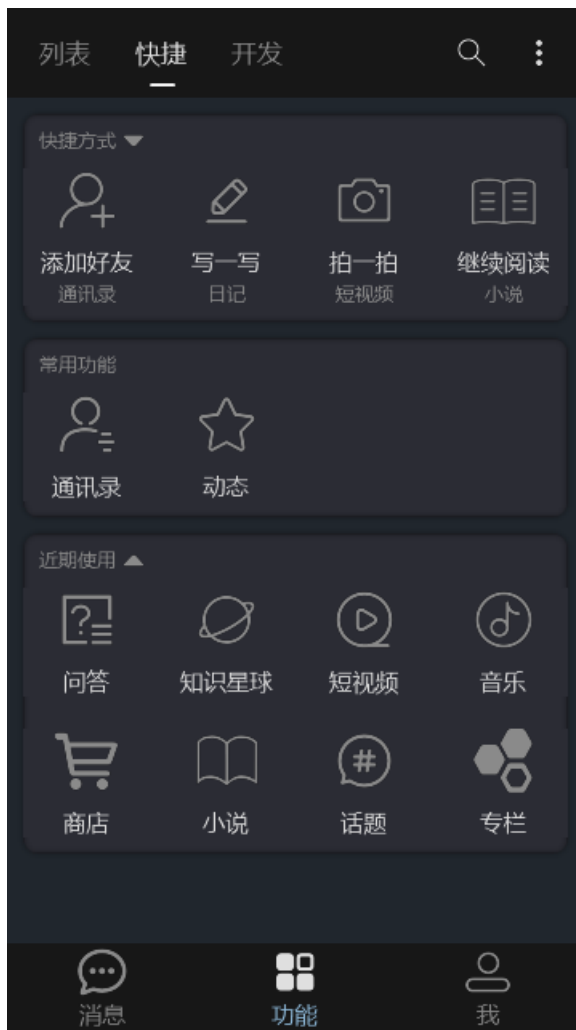 列表 快捷 开发
快捷方式
添加好友 写一写 拍一拍 继续阅读
通讯录 日记 短视频 小说
常用功能
通讯录 动态
近期使用
问答 知识星球 短视频 音乐
商店 小说 话题 专栏
消息 功能 我